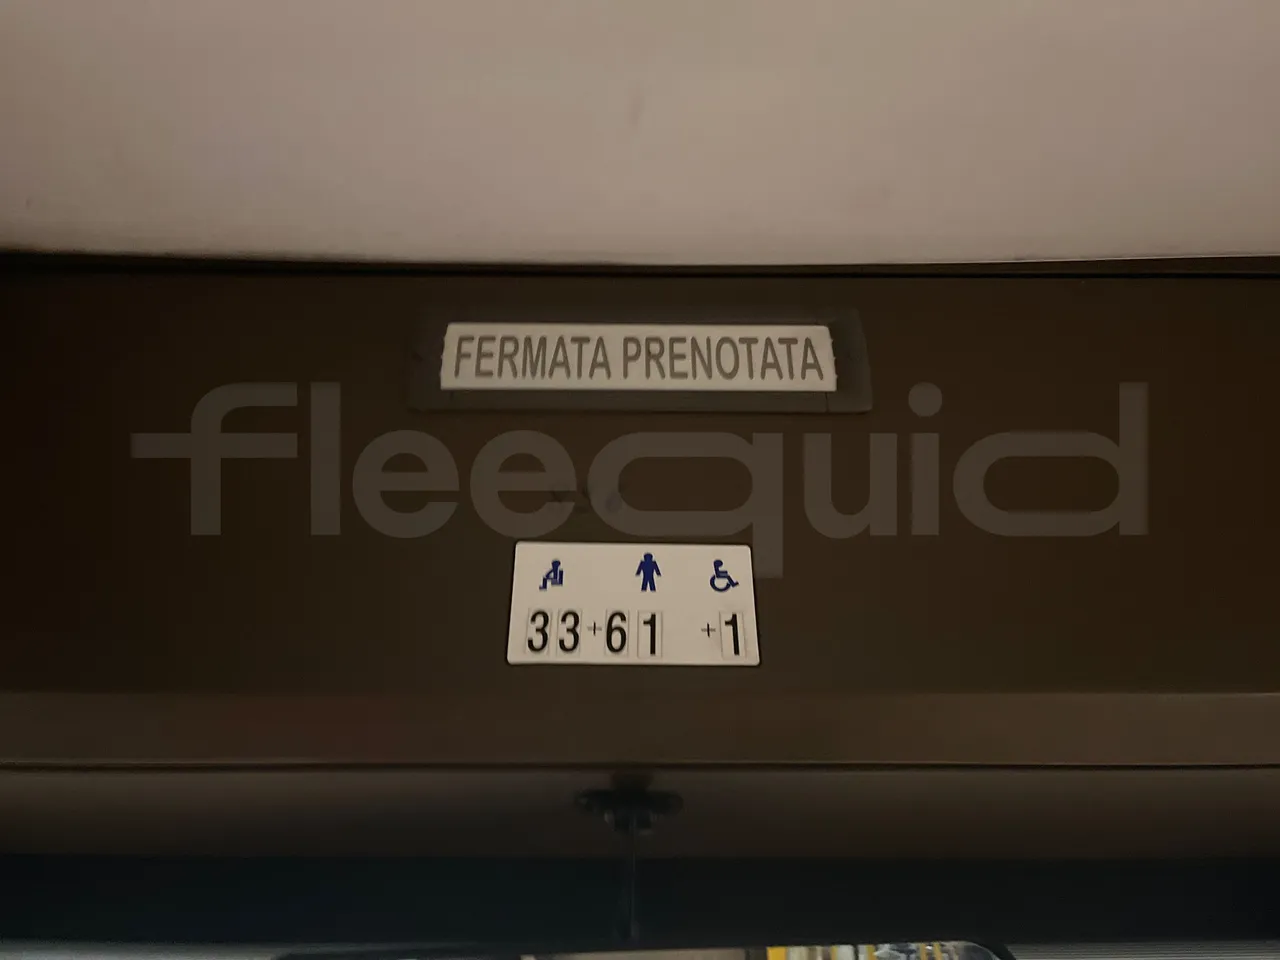 FERMATA PRENOTATA
fleequid
33+61 +1